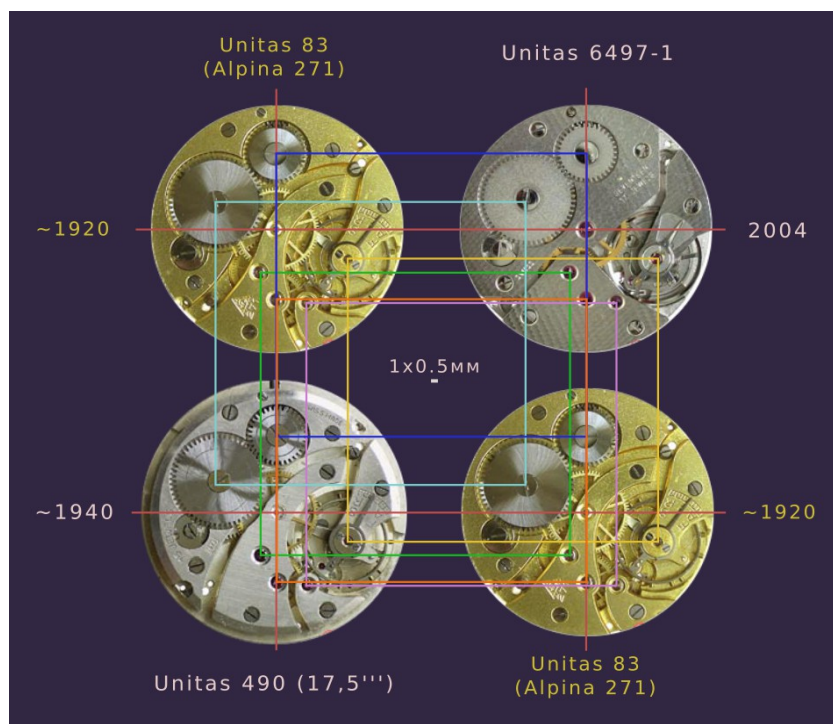 Unitas 83
(Alpina 271)
Unitas 6497-1
~1920
2004
1x0.5мм
~1940
~1920
Unitas 490 (17,5''')
Unitas 83
(Alpina 271)